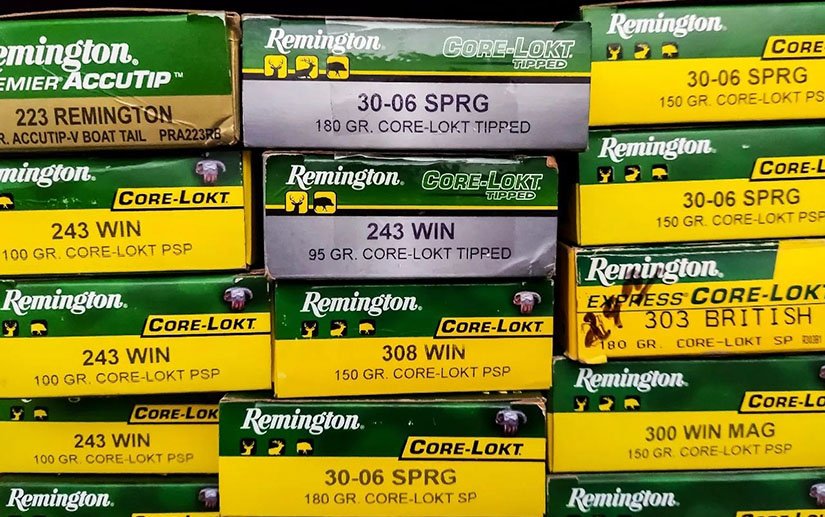 emington.
EMIER ACCUTIP™
223 REMINGTON
R. ACCUTIP-V BOAT TAIL PRA223RB
mington.
CORE-LOKT
243 WIN
100 GR. CORE-LOKT PSP
Remington.
CORE-LOKT
243 WIN
100 GR. CORE-LOKT PSP
CORE-LOK
243 WIN
100 GR. CORE-LOKT PSP
Remington.
Remington
CORE-LOKT
TIPPED
30-06 SPRG
180 GR. CORE-LOKT TIPPED
Remington.
CORE-LOKT
TIPPED
243 WIN
95 GR. CORE-LOKT TIPPED
Remington.
CORE-LOKT
308 WIN
150 GR. CORE-LOKT PSP
Remington.
CORE-LOKT
30-06 SPRG
180 GR. CORE-LOKT SP
Remington.
CORE
30-06 SPRG
150 GR. CORE-LOKT PS
Remington.
CORE-L
30-06 SPRG
150 GR. CORE-LOKT PSP
Remington.
EXPRESS CORE-LOKT
303 BRITISH
180 GR. CORE-LOKT SP
Remington.
CORE-LO
300 WIN MAG
150 GR. CORE-LOKT PSP
Remington.